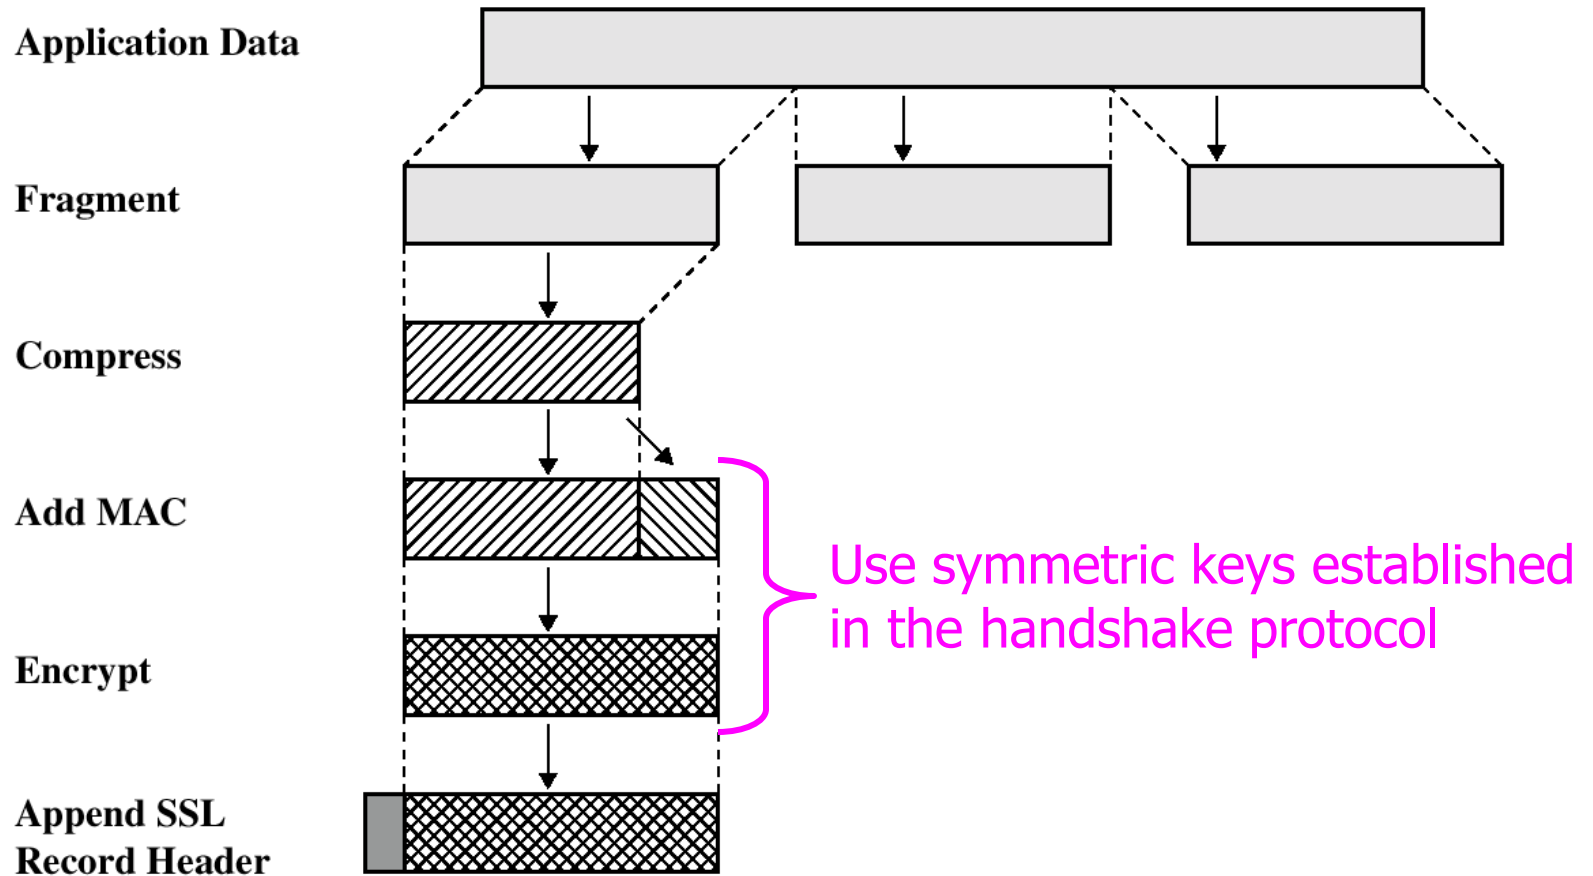 Application Data
Fragment
Compress
Add MAC
Use symmetric keys established
in the handshake protocol
Encrypt
Append SSL
Record Header